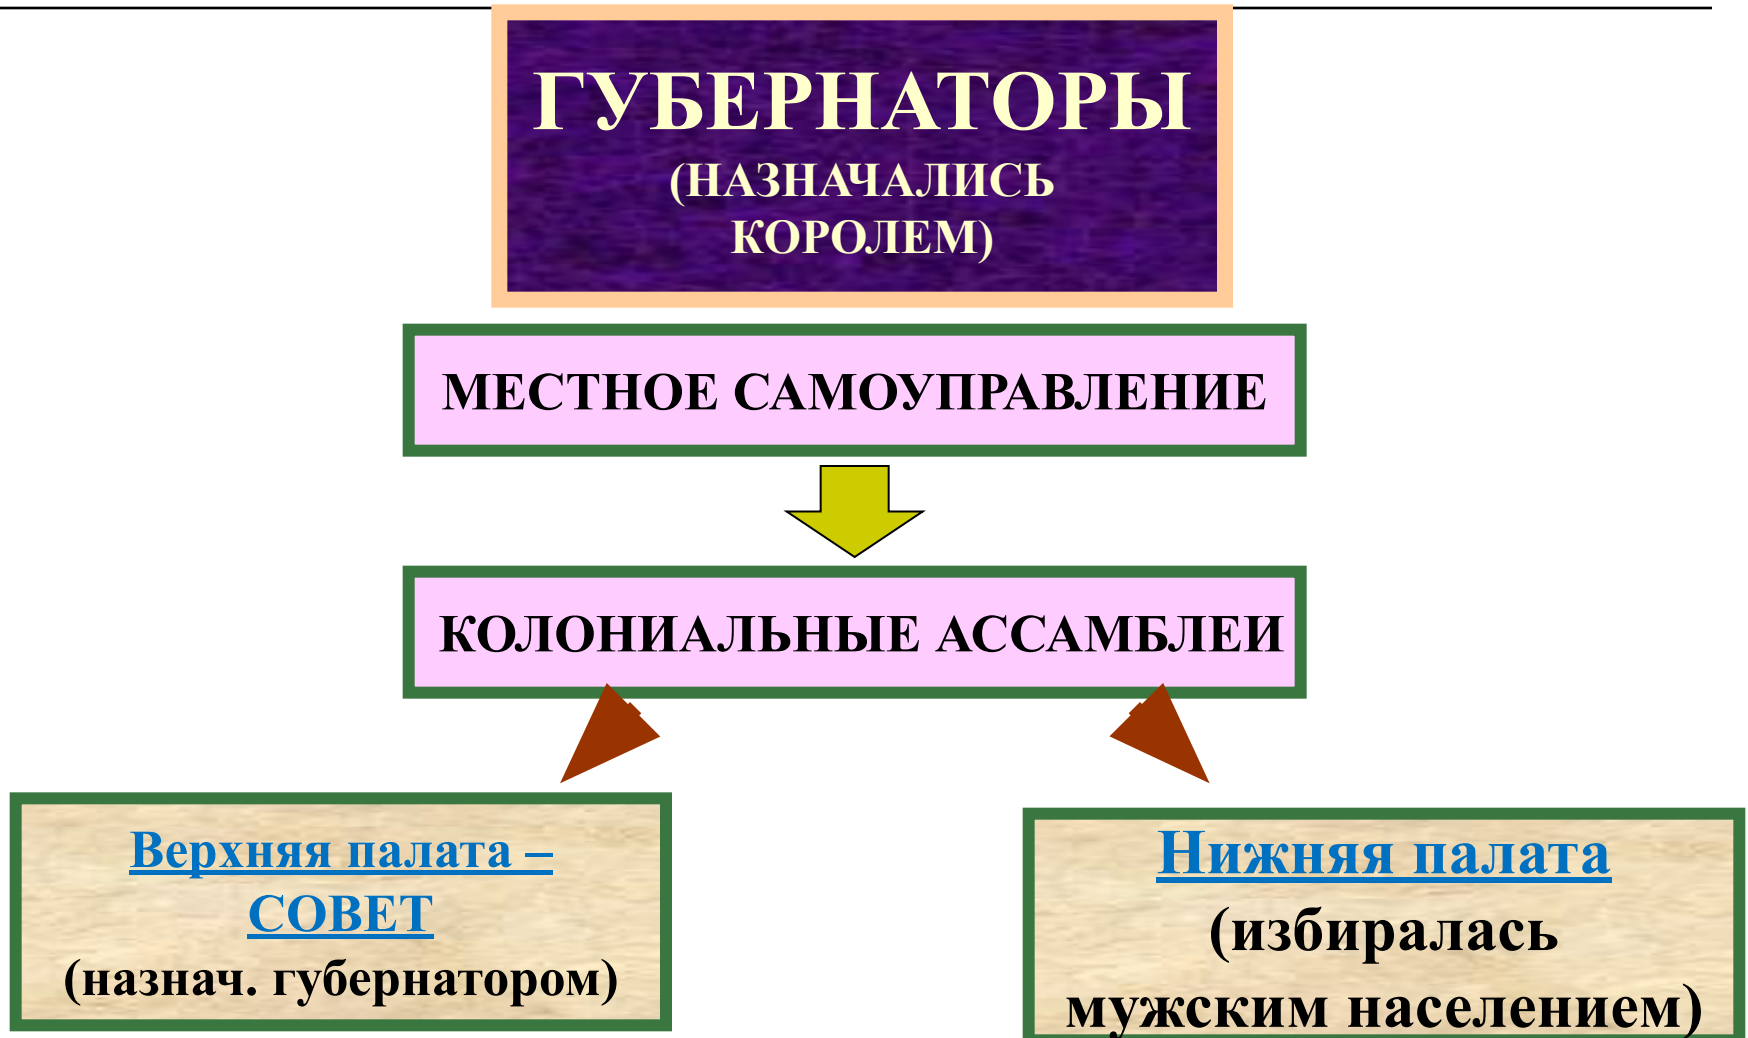 ГУБЕРНАТОРЫ
(НАЗНАЧАЛИСЬ
КОРОЛЕМ)
МЕСТНОЕ САМОУПРАВЛЕНИЕ
КОЛОНИАЛЬНЫЕ АССАМБЛЕИ
Верхняя палата –
СОВЕТ
(назнач. губернатором)
Нижняя палата
(избиралась
мужским населением)